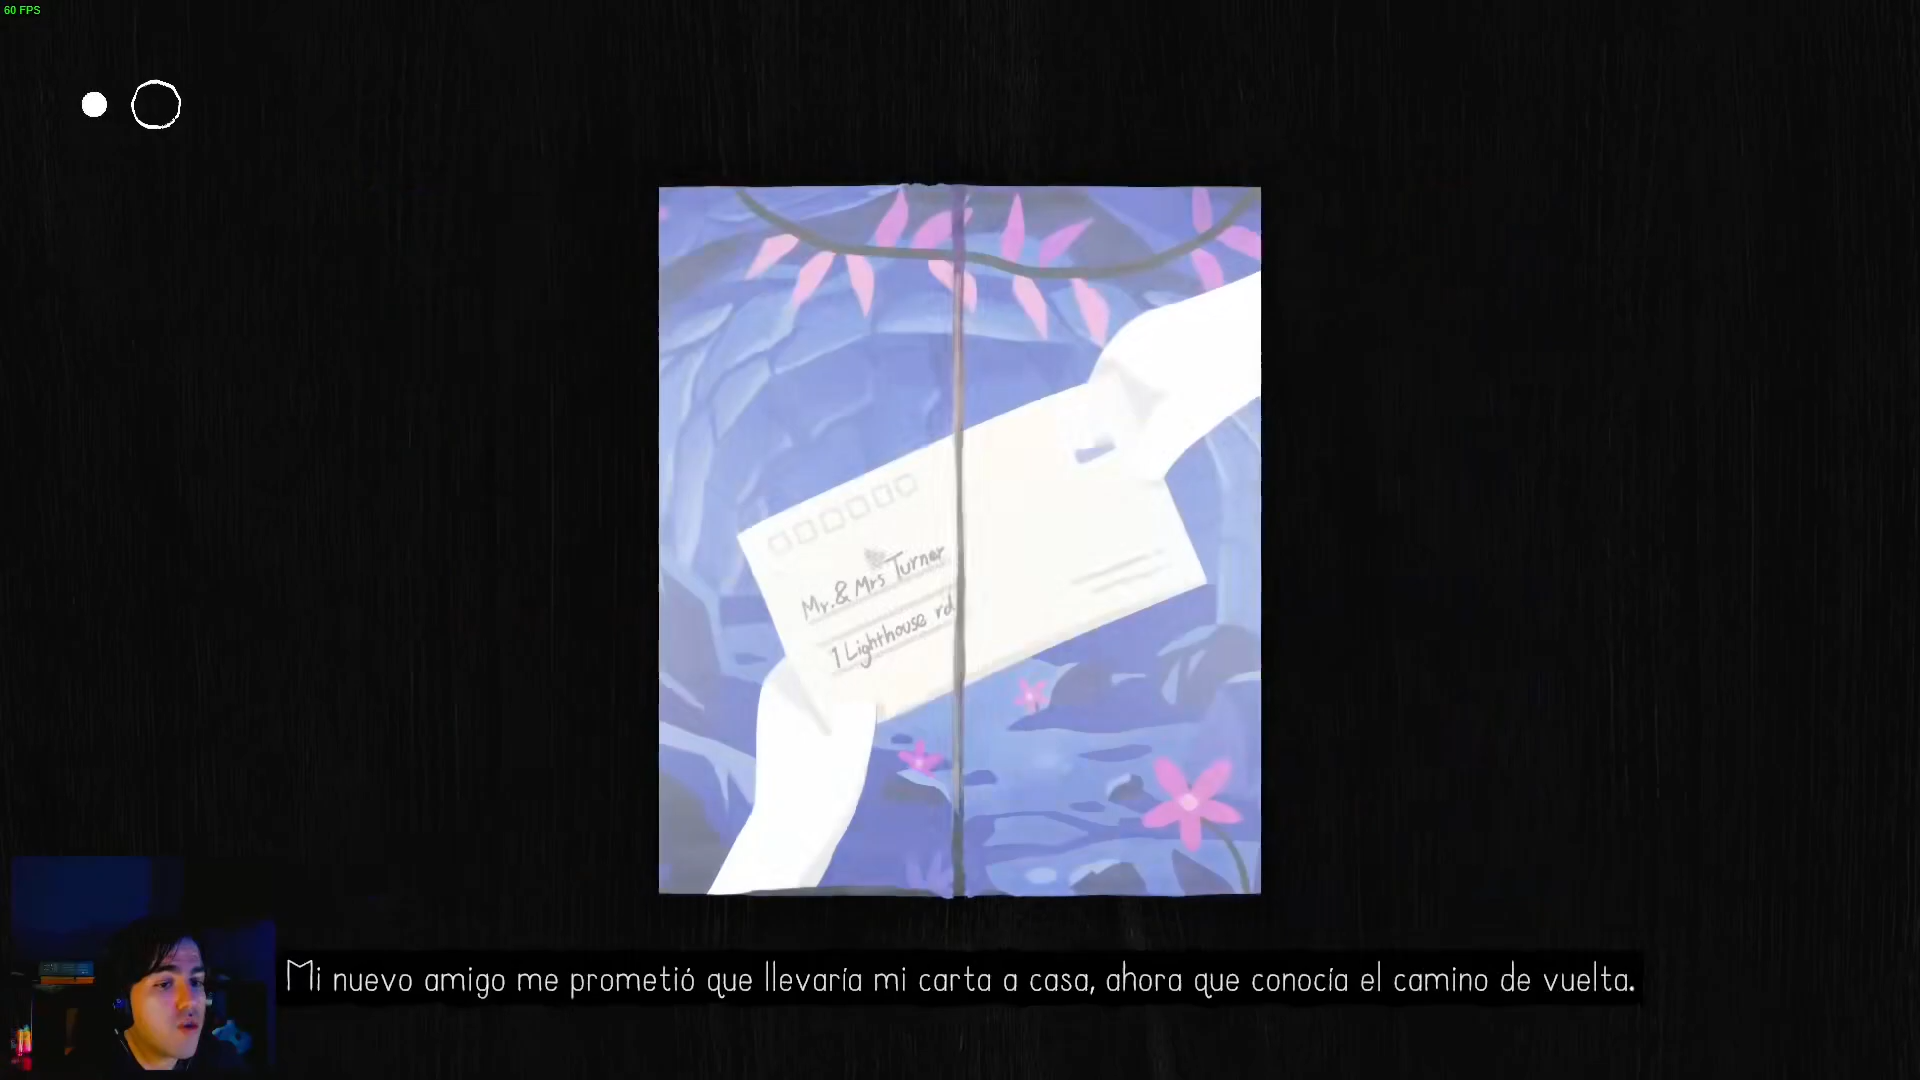 60 FPS
Mr. & Mrs Turner
1 Lighthouse rd
Mi nuevo amigo me prometió que llevaría mi carta a casa, ahora que conocía el camino de vuelta.